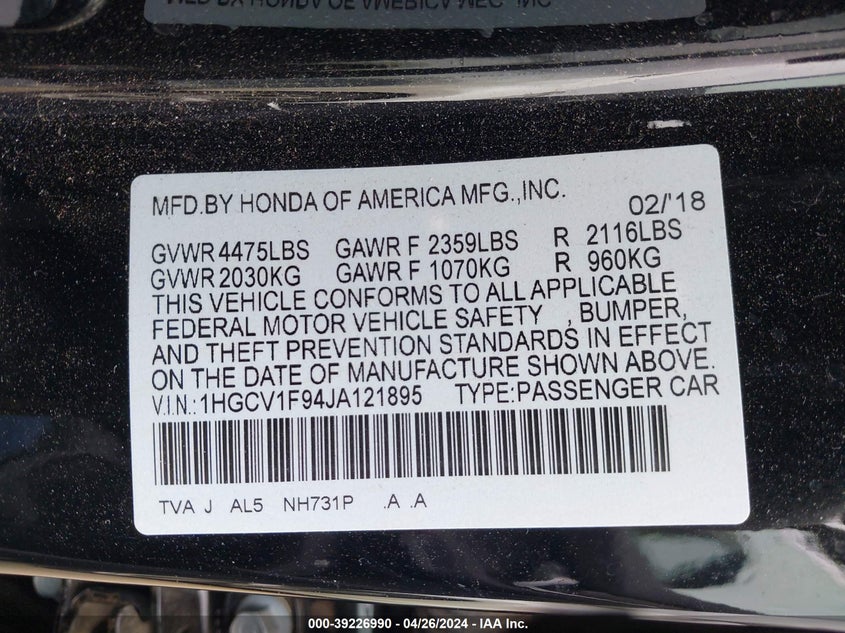 MFD.BY HONDA OF AMERICA MFG.,INC. 02/'18
GVWR 4475LBS GAWR F 2359LBS R 2116LBS
GVWR 2030KG GAWR F 1070KG R 960KG
THIS VEHICLE CONFORMS TO ALL APPLICABLE
FEDERAL MOTOR VEHICLE SAFETY , BUMPER,
AND THEFT PREVENTION STANDARDS IN EFFECT
ON THE DATE OF MANUFACTURE SHOWN ABOVE.
V.I.N.: 1HGCV1F94JA121895 TYPE:PASSENGER CAR
TVA J AL5 NH731P .A .A
000-39226990 - 04/26/2024 - IAA Inc.